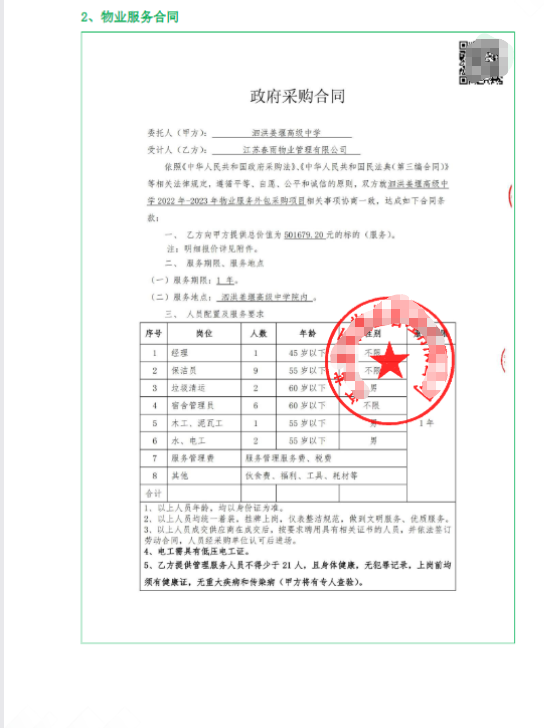 2、物业服务合同
政府采购合同
委托人（甲方）： 泗洪姜堰高级中学
受计人（乙方）： 江苏春雨物业管理有限公司
依照《中华人民共和国政府采购法》、《中华人民共和国民法典（第三编合同）》
等相关法律规定，遵循平等、自愿、公平和诚信的原则，双方就泗洪姜堰高级中
学2022年-2023年物业服务外包采购项目相关事项协商一致，达成如下合同条
款：
一、乙方向甲方提供总价值为501679.20元的标的（服务）。
注：明细报价详见附件。
二、服务期限、服务地点
（一）服务期限：1年。
（二）服务地点：泗洪姜堰高级中学院内。
三、人员配置及服务要求
序号 岗位 人数 年龄 性别
1 经理 1 45岁以下 不限
2 保洁员 9 55岁以下 不限
3 垃圾清运 2 60岁以下 男
4 宿舍管理员 6 60岁以下 不限
5 木工、泥瓦工 1 55岁以下 男 1年
6 水、电工 2 55岁以下 男
7 服务管理费 服务管理服务费、税费
8 其他 伙食费、福利、工具、耗材等
合计
1、以上人员年龄，均以身份证为准。
2、以上人员均统一着装，挂牌上岗，仪表整洁规范，做到文明服务、优质服务。
3、以上人员成交供应商在成交后，按要求聘用具有相关证书的人员，并依法签订
劳动合同，人员经采购单位认可后进场。
4、电工需具有低压电工证。
5、乙方提供管理服务人员不得少于21人，且身体健康，无犯罪记录，上岗前均
须有健康证，无重大疾病和传染病（甲方将有专人查验）。